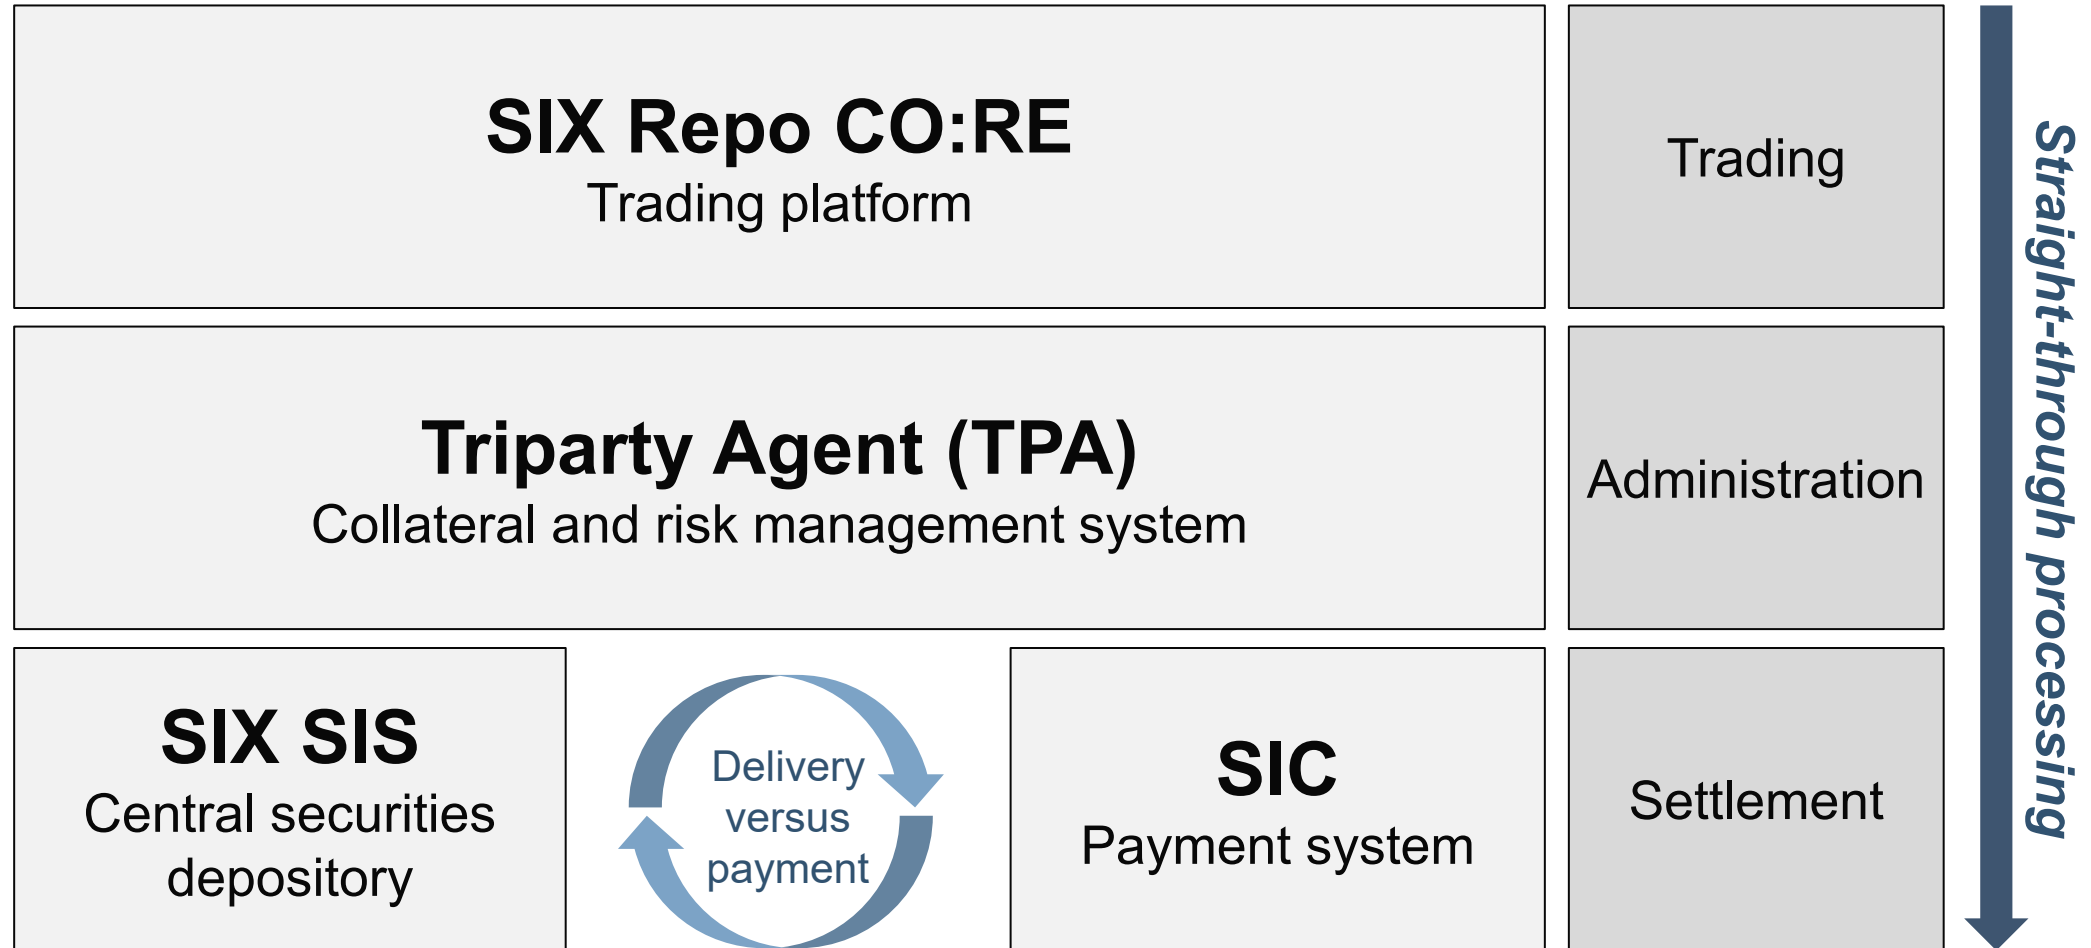 SIX Repo CO:RE
Trading platform
Trading
Triparty Agent (TPA)
Collateral and risk management system
Administration
SIX SIS
Central securities
depository
Delivery
versus
payment
SIC
Payment system
Settlement
Straight-through processing